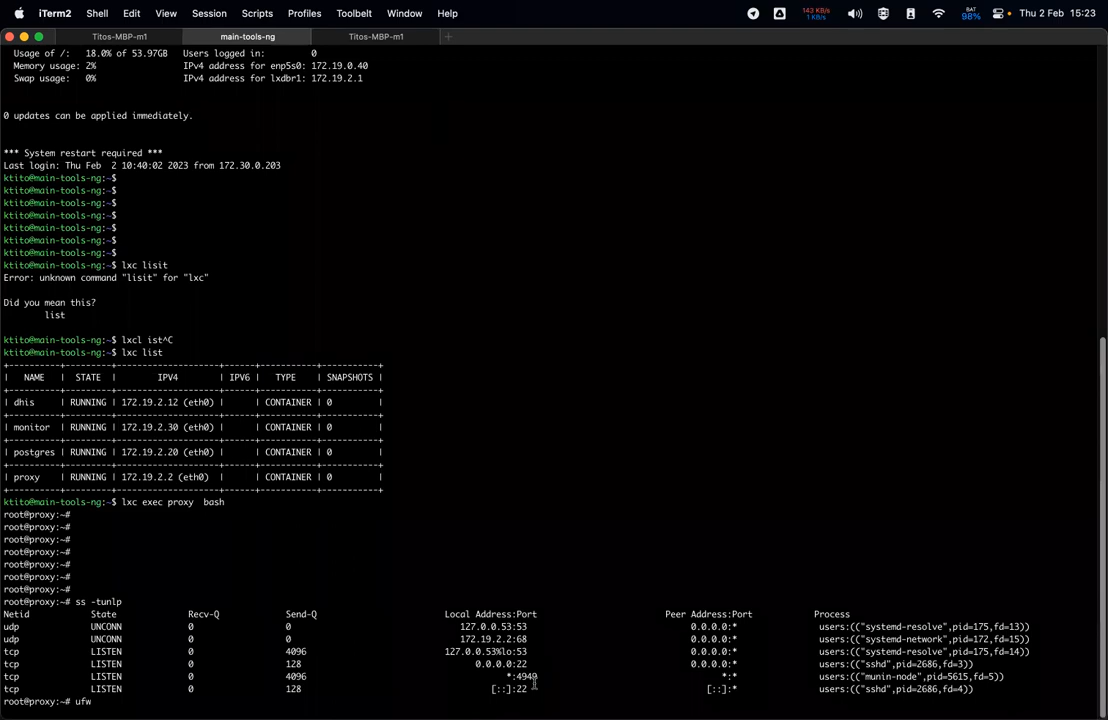 iTerm2 Shell Edit View Session Scripts Profiles Toolbelt Window Help 143 KB/s 1 KB/s BAT 98% Thu 2 Feb 15:23
Titos-MBP-m1 main-tools-ng Titos-MBP-m1 +
Usage of /: 18.0% of 53.97GB Users logged in: 0
Memory usage: 2% IPv4 address for enp5s0: 172.19.0.40
Swap usage: 0% IPv4 address for lxdbr1: 172.19.2.1
0 updates can be applied immediately.
*** System restart required ***
Last login: Thu Feb 2 10:40:02 2023 from 172.30.0.203
ktito@main-tools-ng:~$
ktito@main-tools-ng:~$
ktito@main-tools-ng:~$
ktito@main-tools-ng:~$
ktito@main-tools-ng:~$
ktito@main-tools-ng:~$
ktito@main-tools-ng:~$
ktito@main-tools-ng:~$ lxc lisit
Error: unknown command "lisit" for "lxc"
Did you mean this?
list
ktito@main-tools-ng:~$ lxcl ist^C
ktito@main-tools-ng:~$ lxc list
+----------+---------+--------------------+------+-----------+-----------+
| NAME | STATE | IPV4 | IPV6 | TYPE | SNAPSHOTS |
+----------+---------+--------------------+------+-----------+-----------+
| dhis | RUNNING | 172.19.2.12 (eth0) | | CONTAINER | 0 |
+----------+---------+--------------------+------+-----------+-----------+
| monitor | RUNNING | 172.19.2.30 (eth0) | | CONTAINER | 0 |
+----------+---------+--------------------+------+-----------+-----------+
| postgres | RUNNING | 172.19.2.20 (eth0) | | CONTAINER | 0 |
+----------+---------+--------------------+------+-----------+-----------+
| proxy | RUNNING | 172.19.2.2 (eth0) | | CONTAINER | 0 |
+----------+---------+--------------------+------+-----------+-----------+
ktito@main-tools-ng:~$ lxc exec proxy bash
root@proxy:~#
root@proxy:~#
root@proxy:~#
root@proxy:~#
root@proxy:~#
root@proxy:~#
root@proxy:~#
root@proxy:~# ss -tunlp
Netid State Recv-Q Send-Q Local Address:Port Peer Address:Port Process
udp UNCONN 0 0 127.0.0.53:53 0.0.0.0:* users:(("systemd-resolve",pid=175,fd=13))
udp UNCONN 0 0 172.19.2.2:68 0.0.0.0:* users:(("systemd-network",pid=172,fd=15))
tcp LISTEN 0 4096 127.0.0.53%lo:53 0.0.0.0:* users:(("systemd-resolve",pid=175,fd=14))
tcp LISTEN 0 128 0.0.0.0:22 0.0.0.0:* users:(("sshd",pid=2686,fd=3))
tcp LISTEN 0 4096 *:4949 *:* users:(("munin-node",pid=5615,fd=5))
tcp LISTEN 0 128 [::]:22 [::]:* users:(("sshd",pid=2686,fd=4))
root@proxy:~# ufw